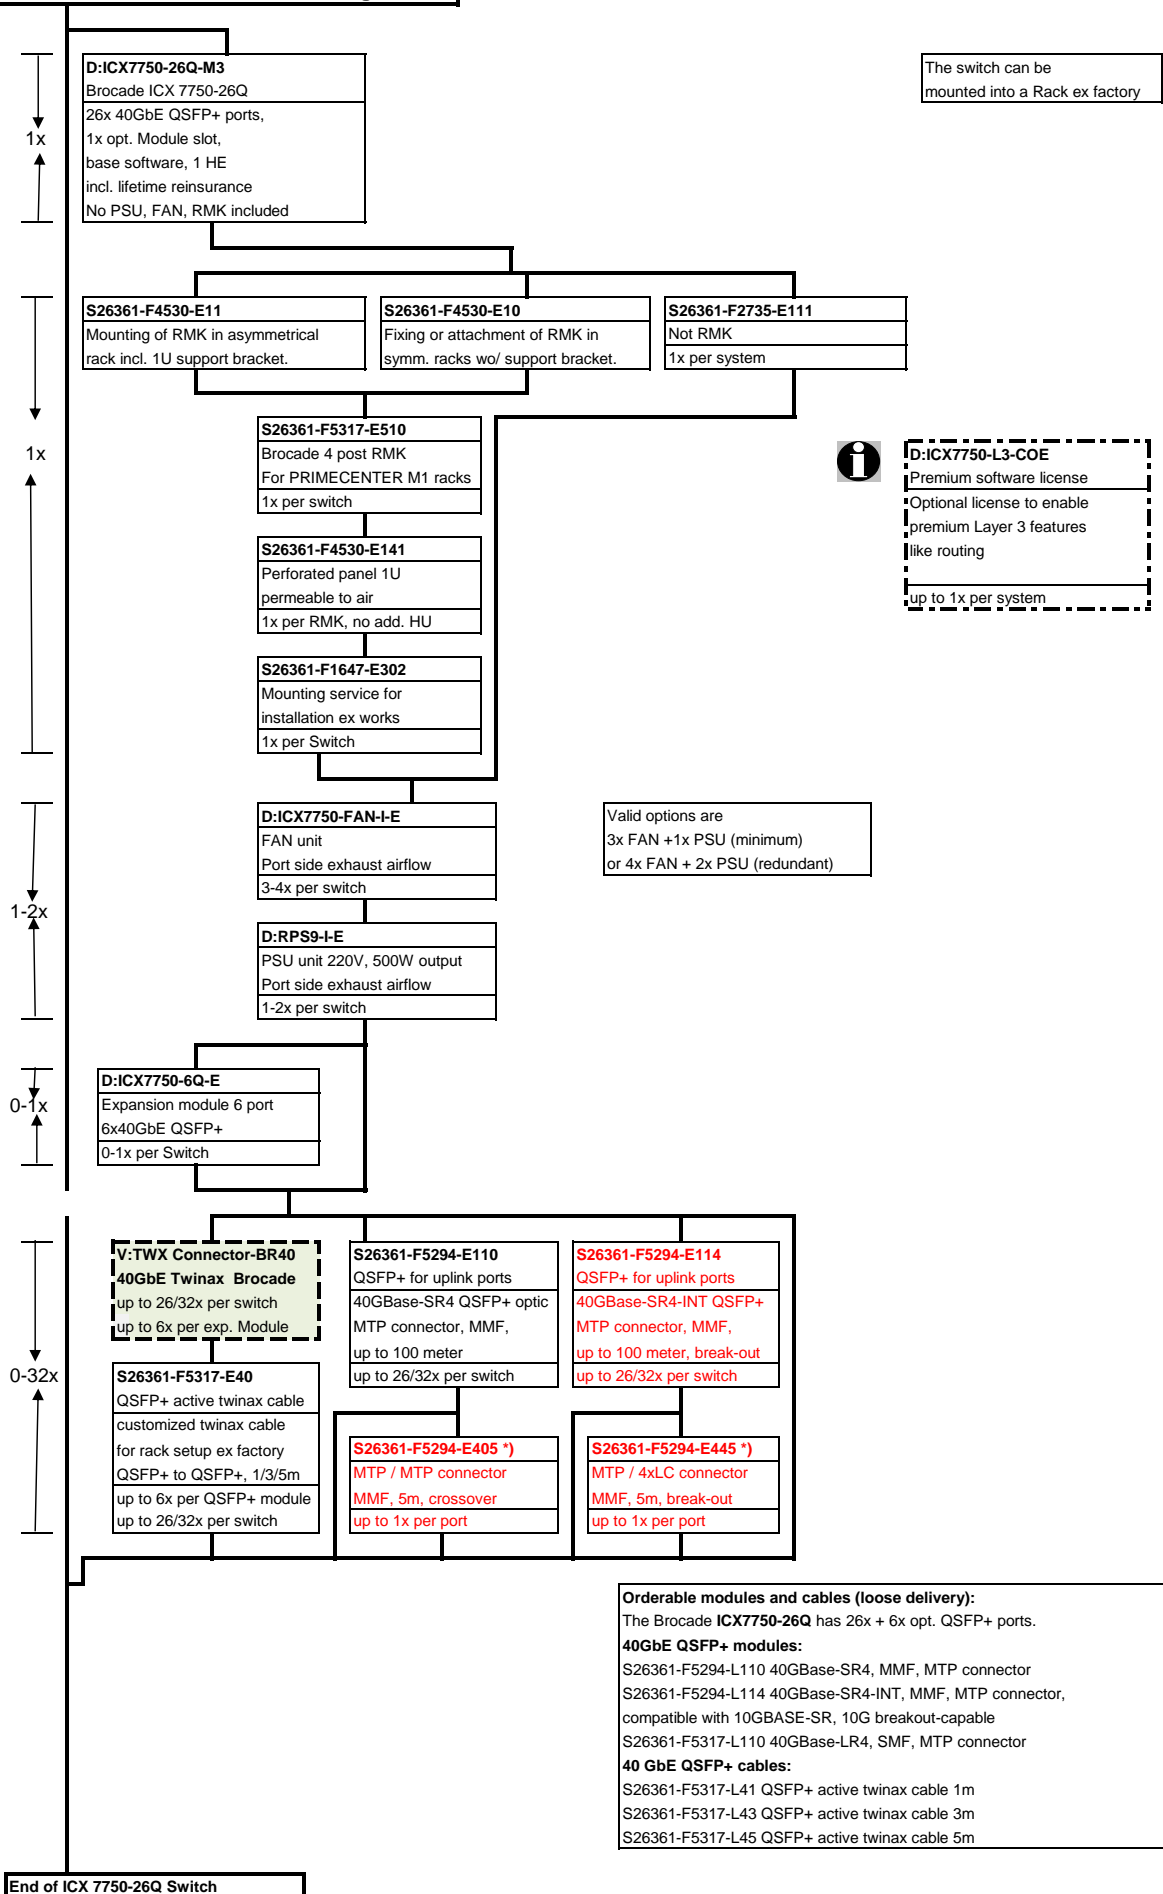 D:ICX7750-26Q-M3
Brocade ICX 7750-26Q
26x 40GbE QSFP+ ports,
1x opt. Module slot,
base software, 1 HE
incl. lifetime reinsurance
No PSU, FAN, RMK included
The switch can be
mounted into a Rack ex factory
1x
S26361-F4530-E11
Mounting of RMK in asymmetrical
rack incl. 1U support bracket.
S26361-F4530-E10
Fixing or attachment of RMK in
symm. racks wo/ support bracket.
S26361-F2735-E111
Not RMK
1x per system
1x
S26361-F5317-E510
Brocade 4 post RMK
For PRIMECENTER M1 racks
1x per switch
D:ICX7750-L3-COE
Premium software license
Optional license to enable
premium Layer 3 features
like routing
up to 1x per system
S26361-F4530-E141
Perforated panel 1U
permeable to air
1x per RMK, no add. HU
S26361-F1647-E302
Mounting service for
installation ex works
1x per Switch
D:ICX7750-FAN-I-E
FAN unit
Port side exhaust airflow
3-4x per switch
Valid options are
3x FAN +1x PSU (minimum)
or 4x FAN + 2x PSU (redundant)
1-2x
D:RPS9-I-E
PSU unit 220V, 500W output
Port side exhaust airflow
1-2x per switch
0-1x
D:ICX7750-6Q-E
Expansion module 6 port
6x40GbE QSFP+
0-1x per Switch
V:TWX Connector-BR40
40GbE Twinax Brocade
up to 26/32x per switch
up to 6x per exp. Module
S26361-F5294-E110
QSFP+ for uplink ports
40GBase-SR4 QSFP+ optic
MTP connector, MMF,
up to 100 meter
up to 26/32x per switch
S26361-F5294-E114
QSFP+ for uplink ports
40GBase-SR4-INT QSFP+
MTP connector, MMF,
up to 100 meter, break-out
up to 26/32x per switch
0-32x
S26361-F5317-E40
QSFP+ active twinax cable
customized twinax cable
for rack setup ex factory
QSFP+ to QSFP+, 1/3/5m
up to 6x per QSFP+ module
up to 26/32x per switch
S26361-F5294-E405 *)
MTP / MTP connector
MMF, 5m, crossover
up to 1x per port
S26361-F5294-E445 *)
MTP / 4xLC connector
MMF, 5m, break-out
up to 1x per port
Orderable modules and cables (loose delivery):
The Brocade ICX7750-26Q has 26x + 6x opt. QSFP+ ports.
40GbE QSFP+ modules:
S26361-F5294-L110 40GBase-SR4, MMF, MTP connector
S26361-F5294-L114 40GBase-SR4-INT, MMF, MTP connector,
compatible with 10GBASE-SR, 10G breakout-capable
S26361-F5317-L110 40GBase-LR4, SMF, MTP connector
40 GbE QSFP+ cables:
S26361-F5317-L41 QSFP+ active twinax cable 1m
S26361-F5317-L43 QSFP+ active twinax cable 3m
S26361-F5317-L45 QSFP+ active twinax cable 5m
End of ICX 7750-26Q Switch